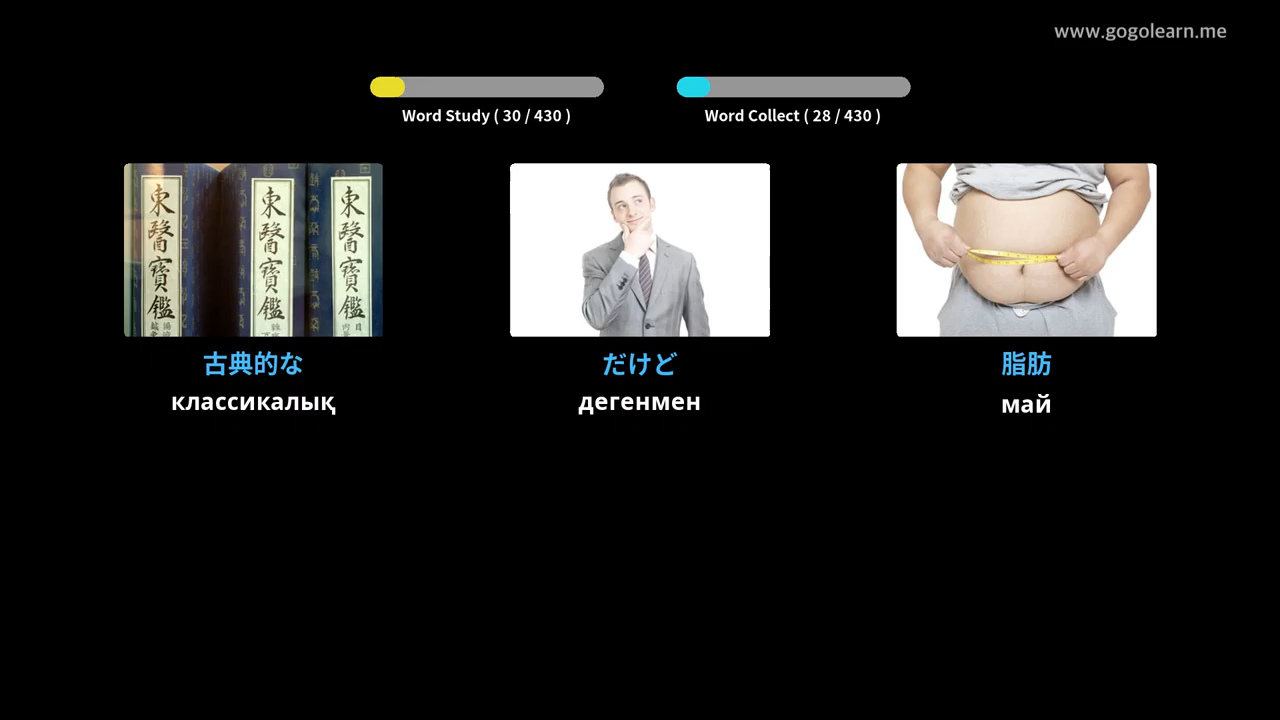 www.gogolearn.me
Word Study ( 30 / 430 )
Word Collect ( 28 / 430 )
東醫寶鑑
東醫寶鑑
東醫寶鑑
古典的な
だけど
脂肪
классикалық
дегенмен
май